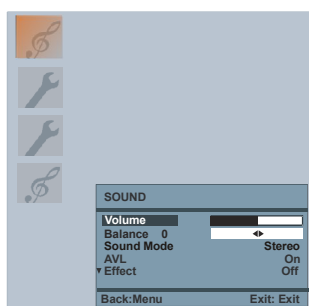 SOUND
Volume
Balance 0
Sound Mode Stereo
AVL On
Effect Off
Back:Menu Exit: Exit